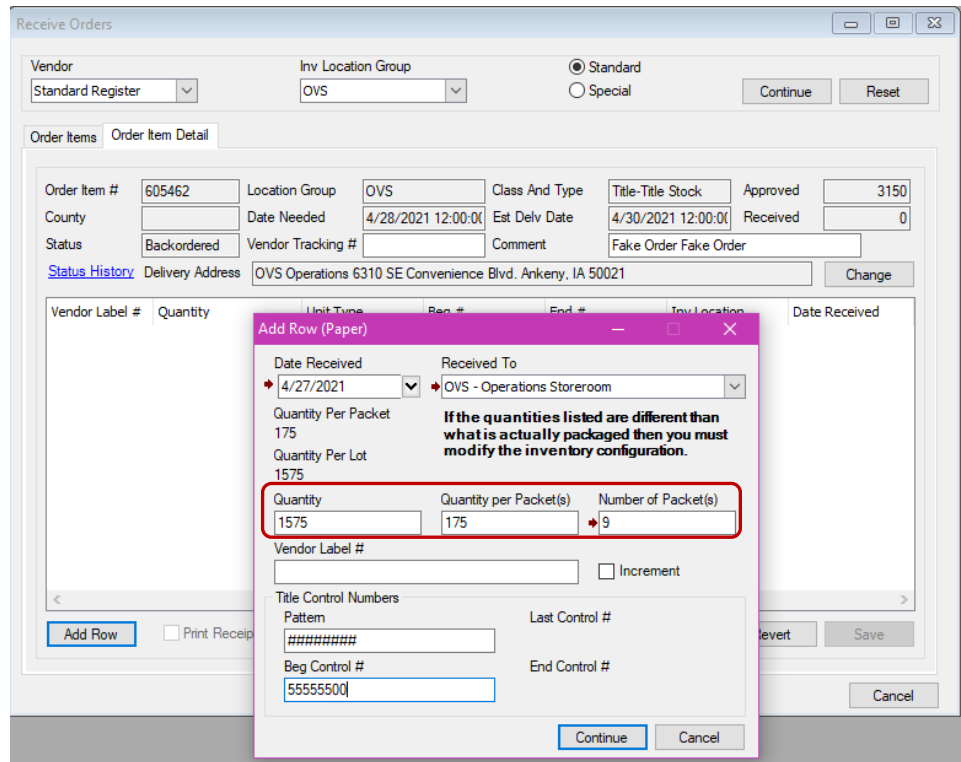 Receive Orders
Vendor Inv Location Group Standard
Standard Register OVS Special Continue Reset
Order Items Order Item Detail
Order Item # 605462 Location Group OVS Class And Type Title-Title Stock Approved 3150
County Date Needed 4/28/2021 12:00:0( Est Delv Date 4/30/2021 12:00:0( Received 0
Status Backordered Vendor Tracking # Comment Fake Order Fake Order
Status History Delivery Address OVS Operations 6310 SE Convenience Blvd. Ankeny, IA 50021 Change
Vendor Label # Quantity Unit Type Beg # End # Inv Location Date Received
Add Row (Paper)
Date Received Received To
4/27/2021 OVS - Operations Storeroom
Quantity Per Packet If the quantities listed are different than
175 what is actually packaged then you must
Quantity Per Lot modify the inventory configuration.
1575
Quantity Quantity per Packet(s) Number of Packet(s)
1575 175 9
Vendor Label #
Increment
Title Control Numbers
Pattern Last Control #
########
Beg Control # End Control #
55555500
Continue Cancel
Add Row Print Receip evert Save
Cancel